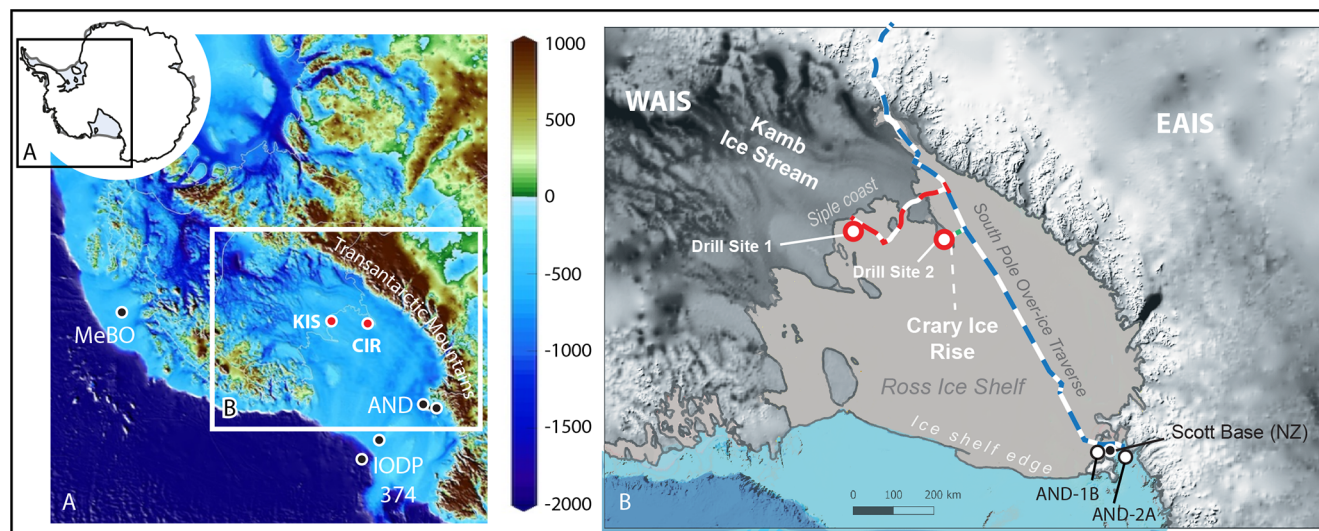 A
MeBO
KIS
CIR
Transantarctic Mountains
B
AND
IODP
374
A
1000
500
0
-500
-1000
-1500
-2000
WAIS
EAIS
Kamb
Ice Stream
Siple coast
Drill Site 1
Drill Site 2
South Pole Over-ice Traverse
Crary Ice
Rise
Ross Ice Shelf
Ice shelf edge
Scott Base (NZ)
AND-1B
AND-2A
0 100 200 km
B